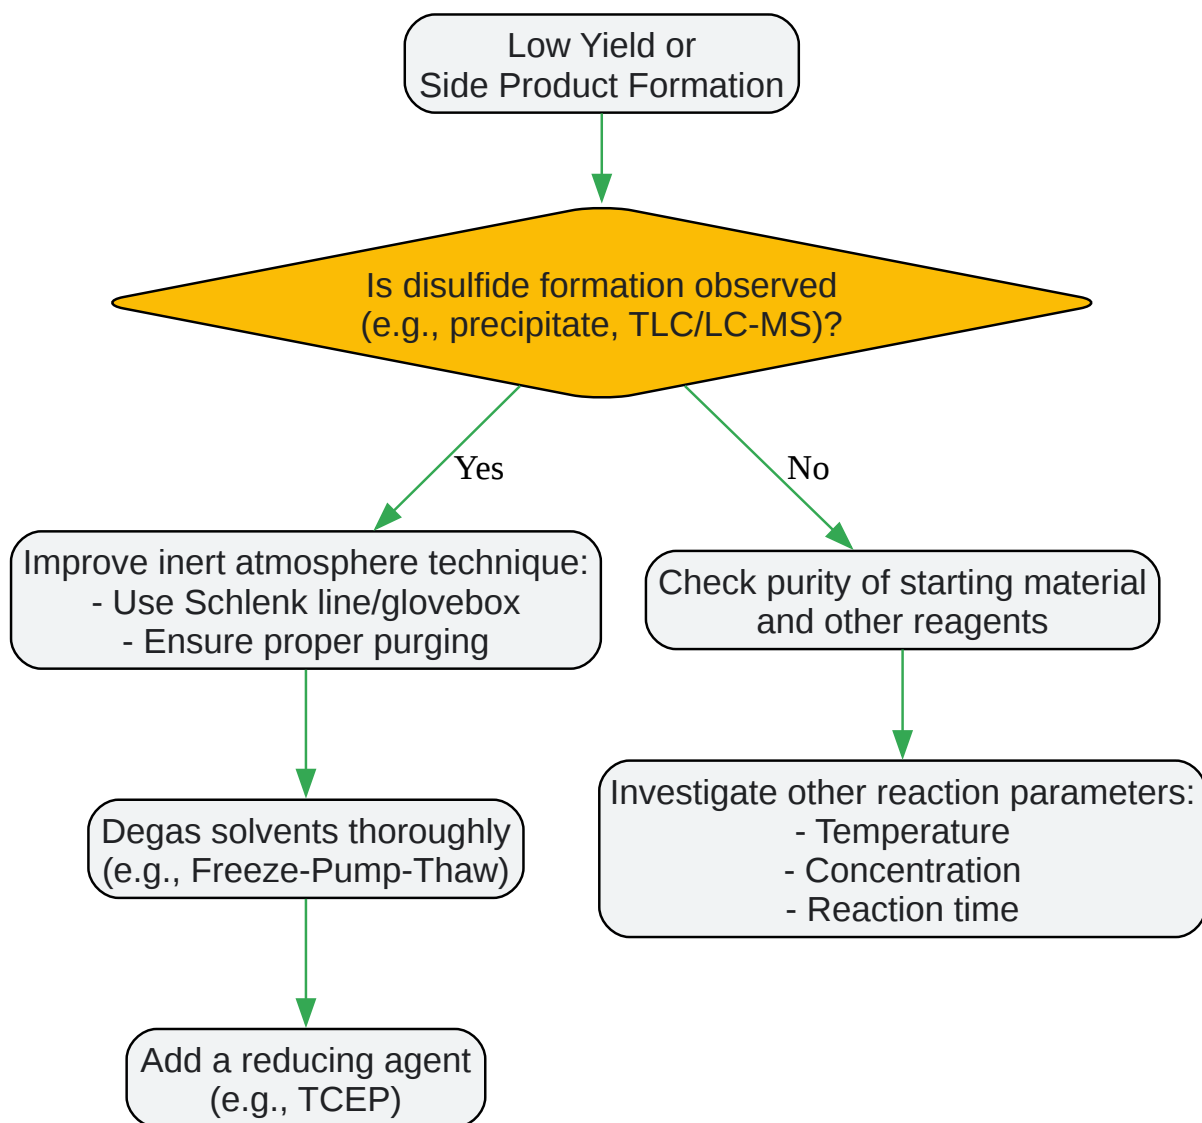 Low Yield or
Side Product Formation
Is disulfide formation observed
(e.g., precipitate, TLC/LC-MS)?
Yes
No
Improve inert atmosphere technique:
- Use Schlenk line/glovebox
- Ensure proper purging
Check purity of starting material
and other reagents
Degas solvents thoroughly
(e.g., Freeze-Pump-Thaw)
Investigate other reaction parameters:
- Temperature
- Concentration
- Reaction time
Add a reducing agent
(e.g., TCEP)